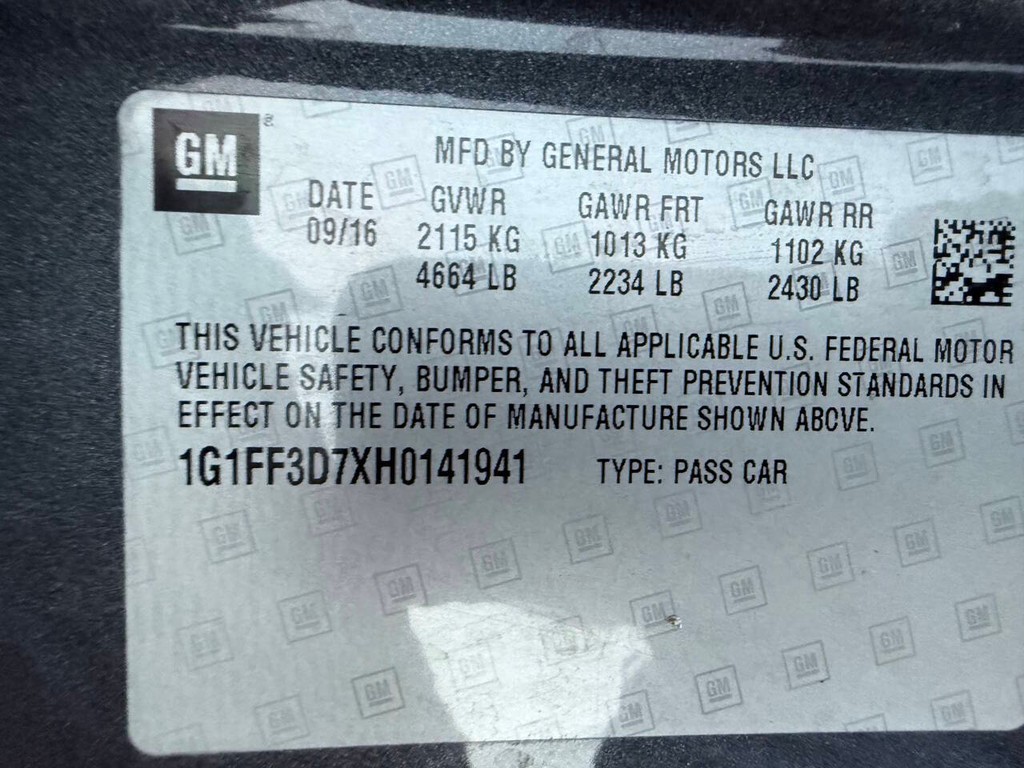 GM
MFD BY GENERAL MOTORS LLC
DATE GVWR GAWR FRT GAWR RR
09/16 2115 KG 1013 KG 1102 KG
4664 LB 2234 LB 2430 LB
THIS VEHICLE CONFORMS TO ALL APPLICABLE U.S. FEDERAL MOTOR
VEHICLE SAFETY, BUMPER, AND THEFT PREVENTION STANDARDS IN
EFFECT ON THE DATE OF MANUFACTURE SHOWN ABOVE.
1G1FF3D7XH0141941 TYPE: PASS CAR